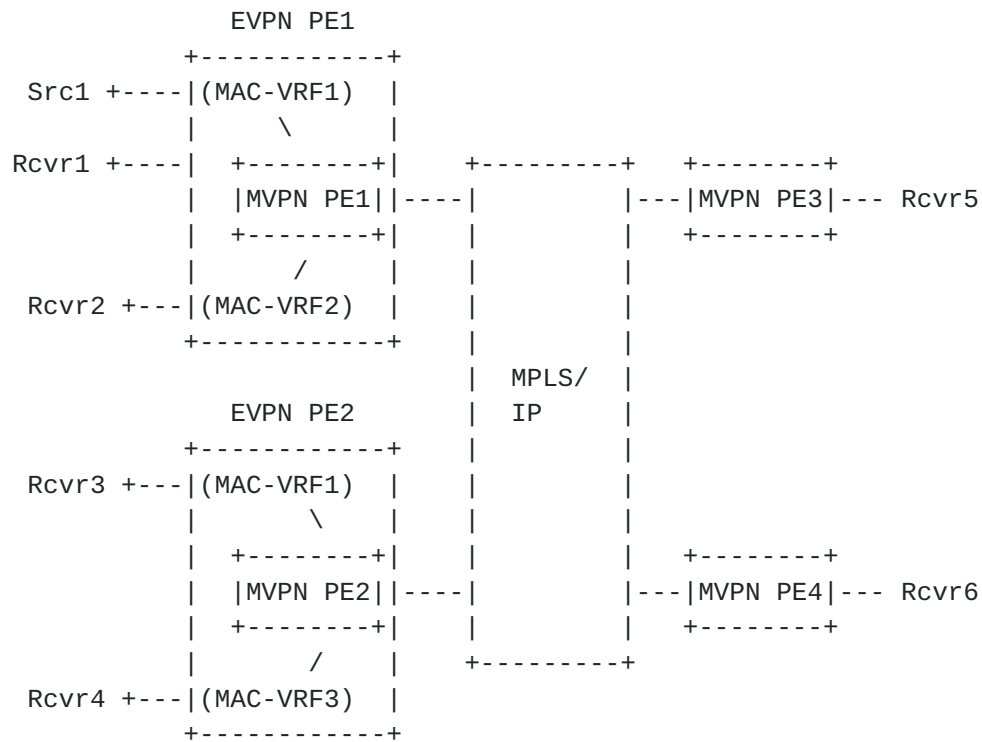 EVPN PE1
Src1 (MAC-VRF1)
Rcvr1
MVPN PE1 MVPN PE3 Rcvr5
Rcvr2 (MAC-VRF2)
MPLS/
EVPN PE2 IP
Rcvr3 (MAC-VRF1)
MVPN PE2 MVPN PE4 Rcvr6
Rcvr4 (MAC-VRF3)